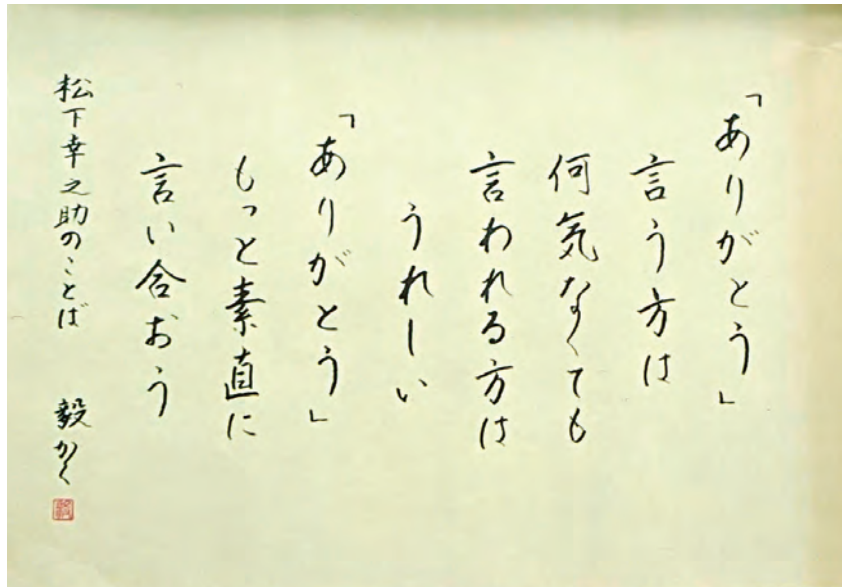 「ありがとう」
言う方は
何気なくても
言われる方は
うれしい
「ありがとう」
もっと素直に
言い合おう
松下幸之助のことば　毅かく